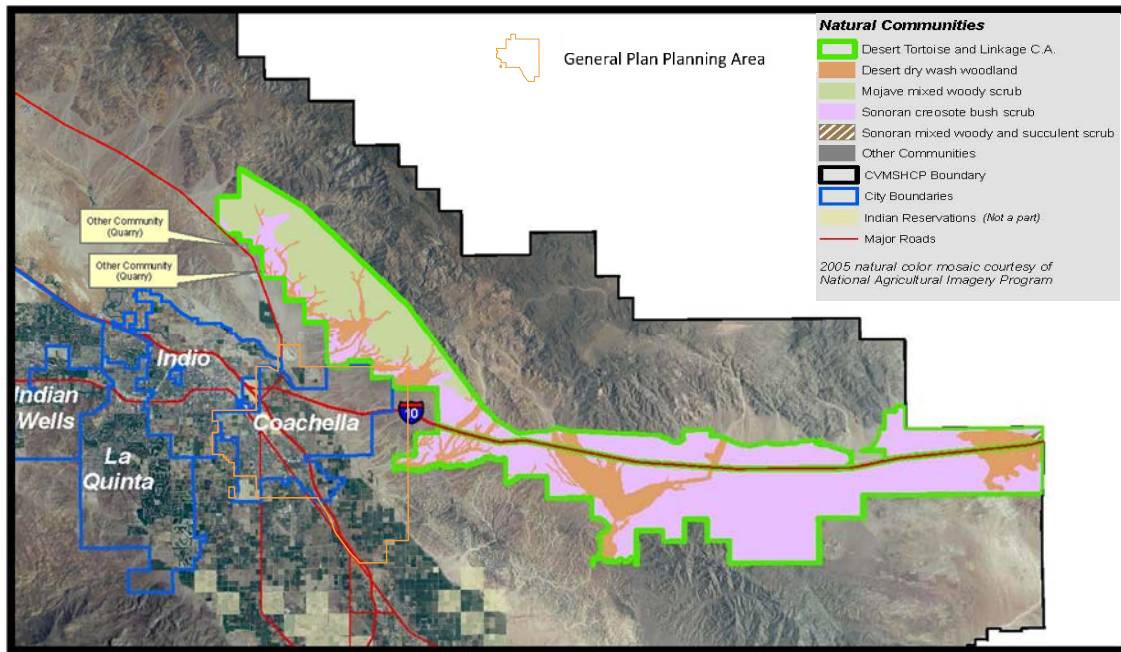 General Plan Planning Area
Natural Communities
Desert Tortoise and Linkage C.A.
Desert dry wash woodland
Mojave mixed woody scrub
Sonoran creosote bush scrub
Sonoran mixed woody and succulent scrub
Other Communities
CVMSHCP Boundary
City Boundaries
Indian Reservations (Not a part)
Major Roads
2005 natural color mosaic courtesy of
National Agricultural Imagery Program
Other Community
(Quarry)
Other Community
(Quarry)
Indio
Indian
Wells
Coachella
10
La
Quinta